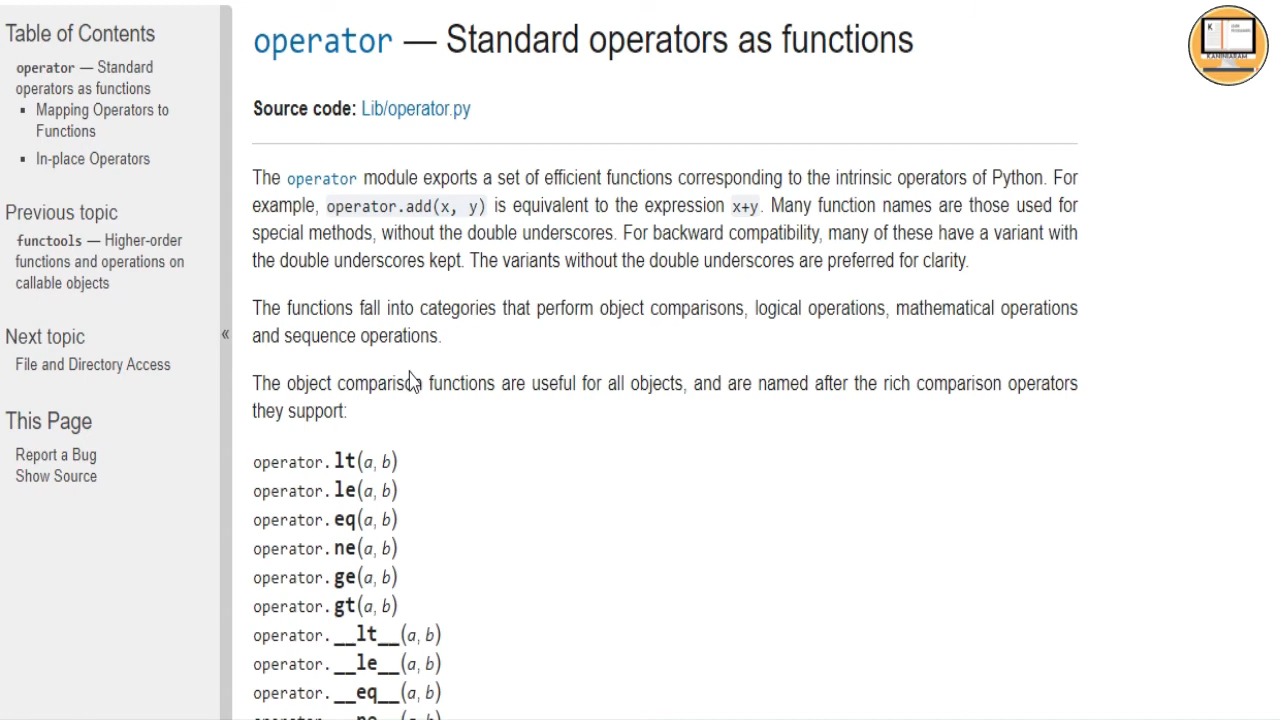 Table of Contents
operator — Standard
operators as functions
▪ Mapping Operators to
Functions
▪ In-place Operators
Previous topic
functools — Higher-order
functions and operations on
callable objects
Next topic
File and Directory Access
This Page
Report a Bug
Show Source
«
operator — Standard operators as functions
Source code: Lib/operator.py
The operator module exports a set of efficient functions corresponding to the intrinsic operators of Python. For
example, operator.add(x, y) is equivalent to the expression x+y. Many function names are those used for
special methods, without the double underscores. For backward compatibility, many of these have a variant with
the double underscores kept. The variants without the double underscores are preferred for clarity.
The functions fall into categories that perform object comparisons, logical operations, mathematical operations
and sequence operations.
The object comparison functions are useful for all objects, and are named after the rich comparison operators
they support:
operator.lt(a, b)
operator.le(a, b)
operator.eq(a, b)
operator.ne(a, b)
operator.ge(a, b)
operator.gt(a, b)
operator.__lt__(a, b)
operator.__le__(a, b)
operator.__eq__(a, b)
K
KANINIARAM